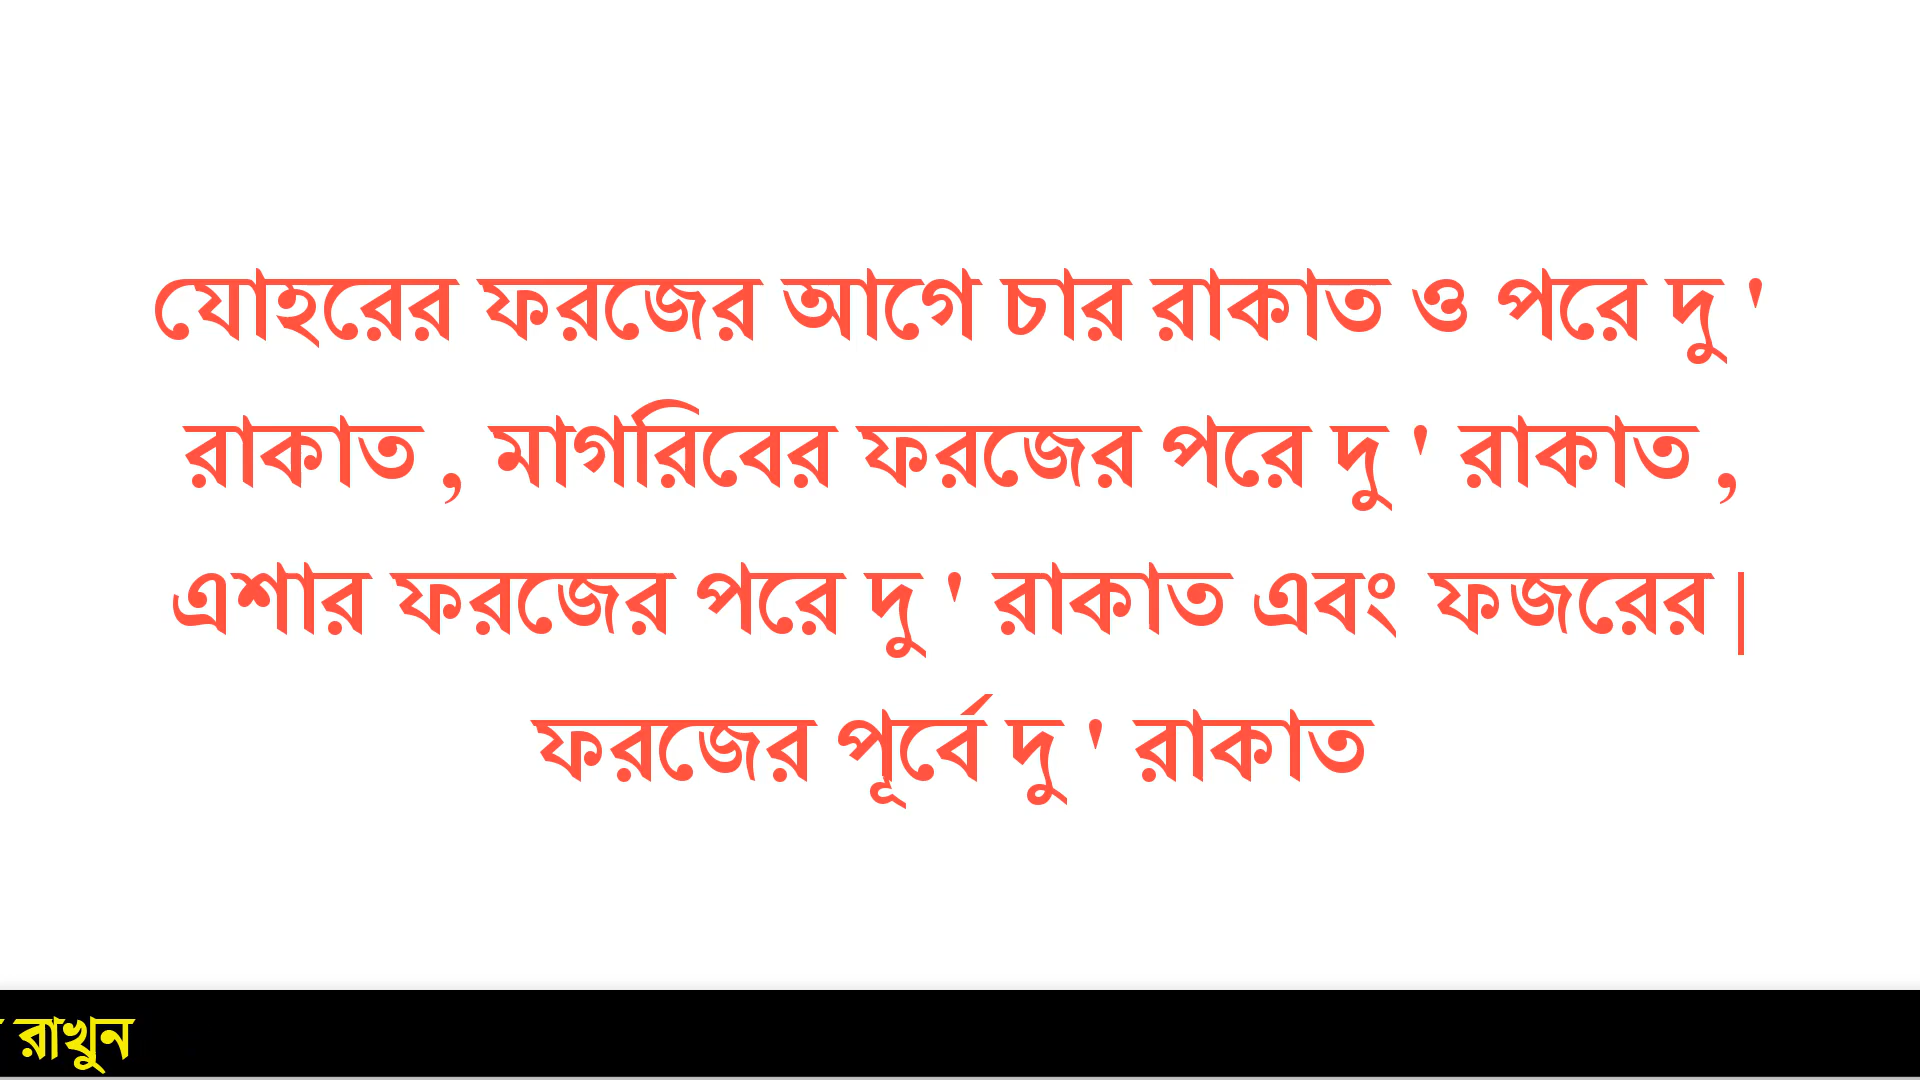 যোহরের ফরজের আগে চার রাকাত ও পরে দু '
রাকাত , মাগরিবের ফরজের পরে দু ' রাকাত ,
এশার ফরজের পরে দু ' রাকাত এবং ফজরের |
ফরজের পূর্বে দু ' রাকাত
রাখুন